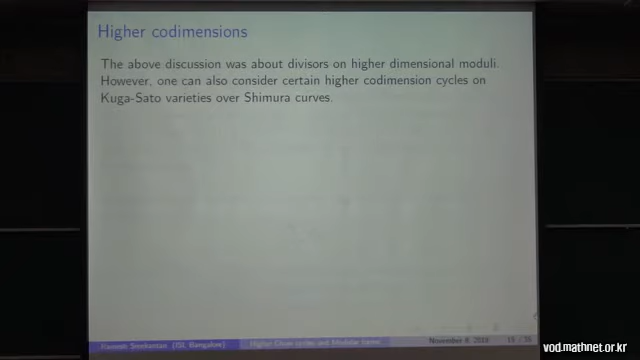 Higher codimensions
The above discussion was about divisors on higher dimensional moduli.
However, one can also consider certain higher codimension cycles on
Kuga-Sato varieties over Shimura curves.
(ISI, Bangalore)
Higher Chow cycles and Modular forms
November 8, 2018
vod.mathnet.or.kr